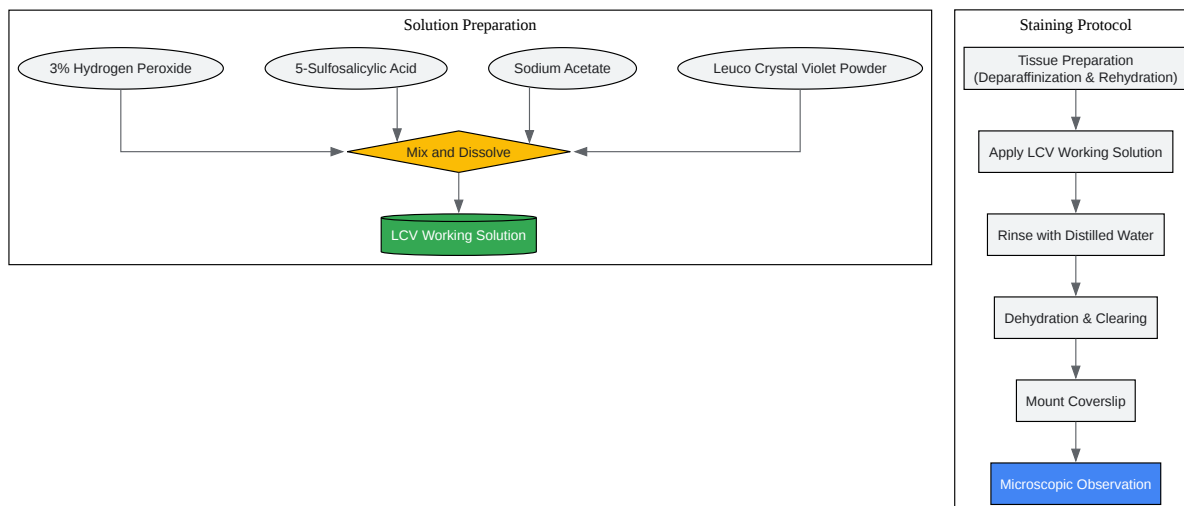 Solution Preparation
3% Hydrogen Peroxide
5-Sulfosalicylic Acid
Sodium Acetate
Leuco Crystal Violet Powder
Mix and Dissolve
LCV Working Solution
Staining Protocol
Tissue Preparation
(Deparaffinization & Rehydration)
Apply LCV Working Solution
Rinse with Distilled Water
Dehydration & Clearing
Mount Coverslip
Microscopic Observation